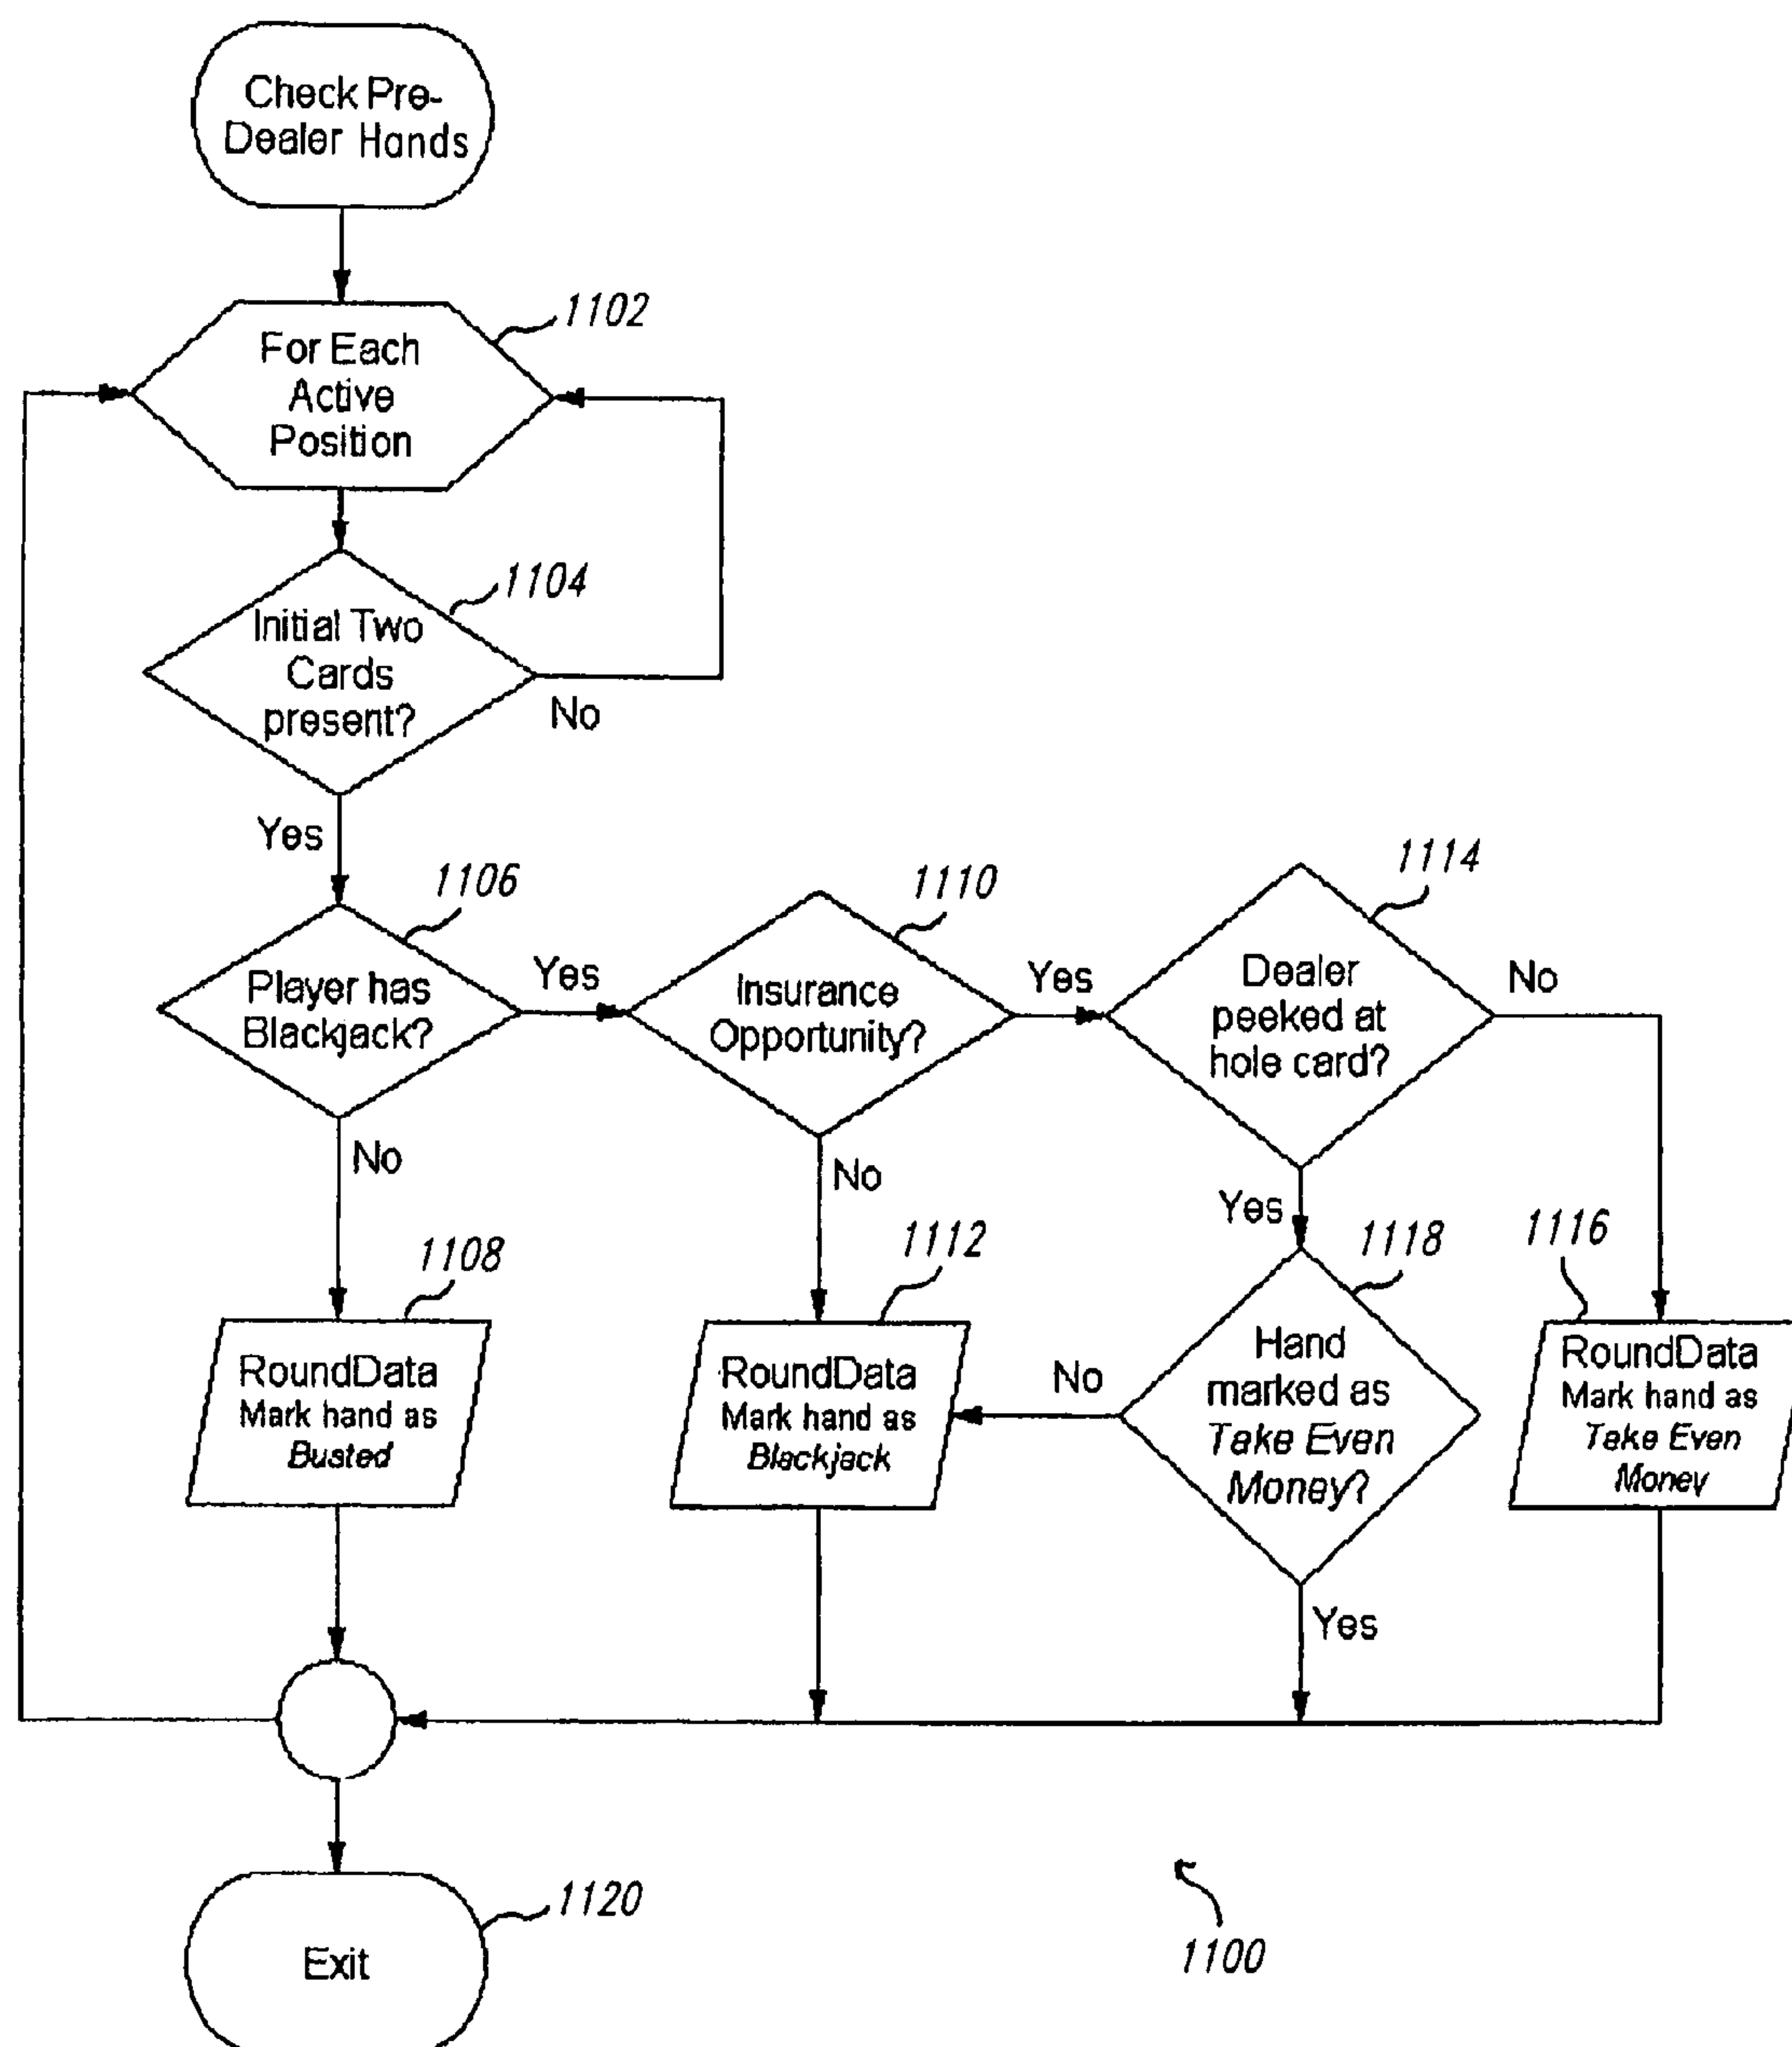 Check Pre-
Dealer Hands
1102
For Each
Active
Position
1104
Initial Two
Cards
present?
No
Yes
1106
Player has
Blackjack?
Yes
No
1110
Insurance
Opportunity?
Yes
No
1114
Dealer
peeked at
hole card?
No
Yes
1108
RoundData
Mark hand as
Busted
1112
RoundData
Mark hand as
Blackjack
No
1118
Hand
marked as
Take Even
Money?
Yes
1116
RoundData
Mark hand as
Take Even
Money
1120
Exit
1100